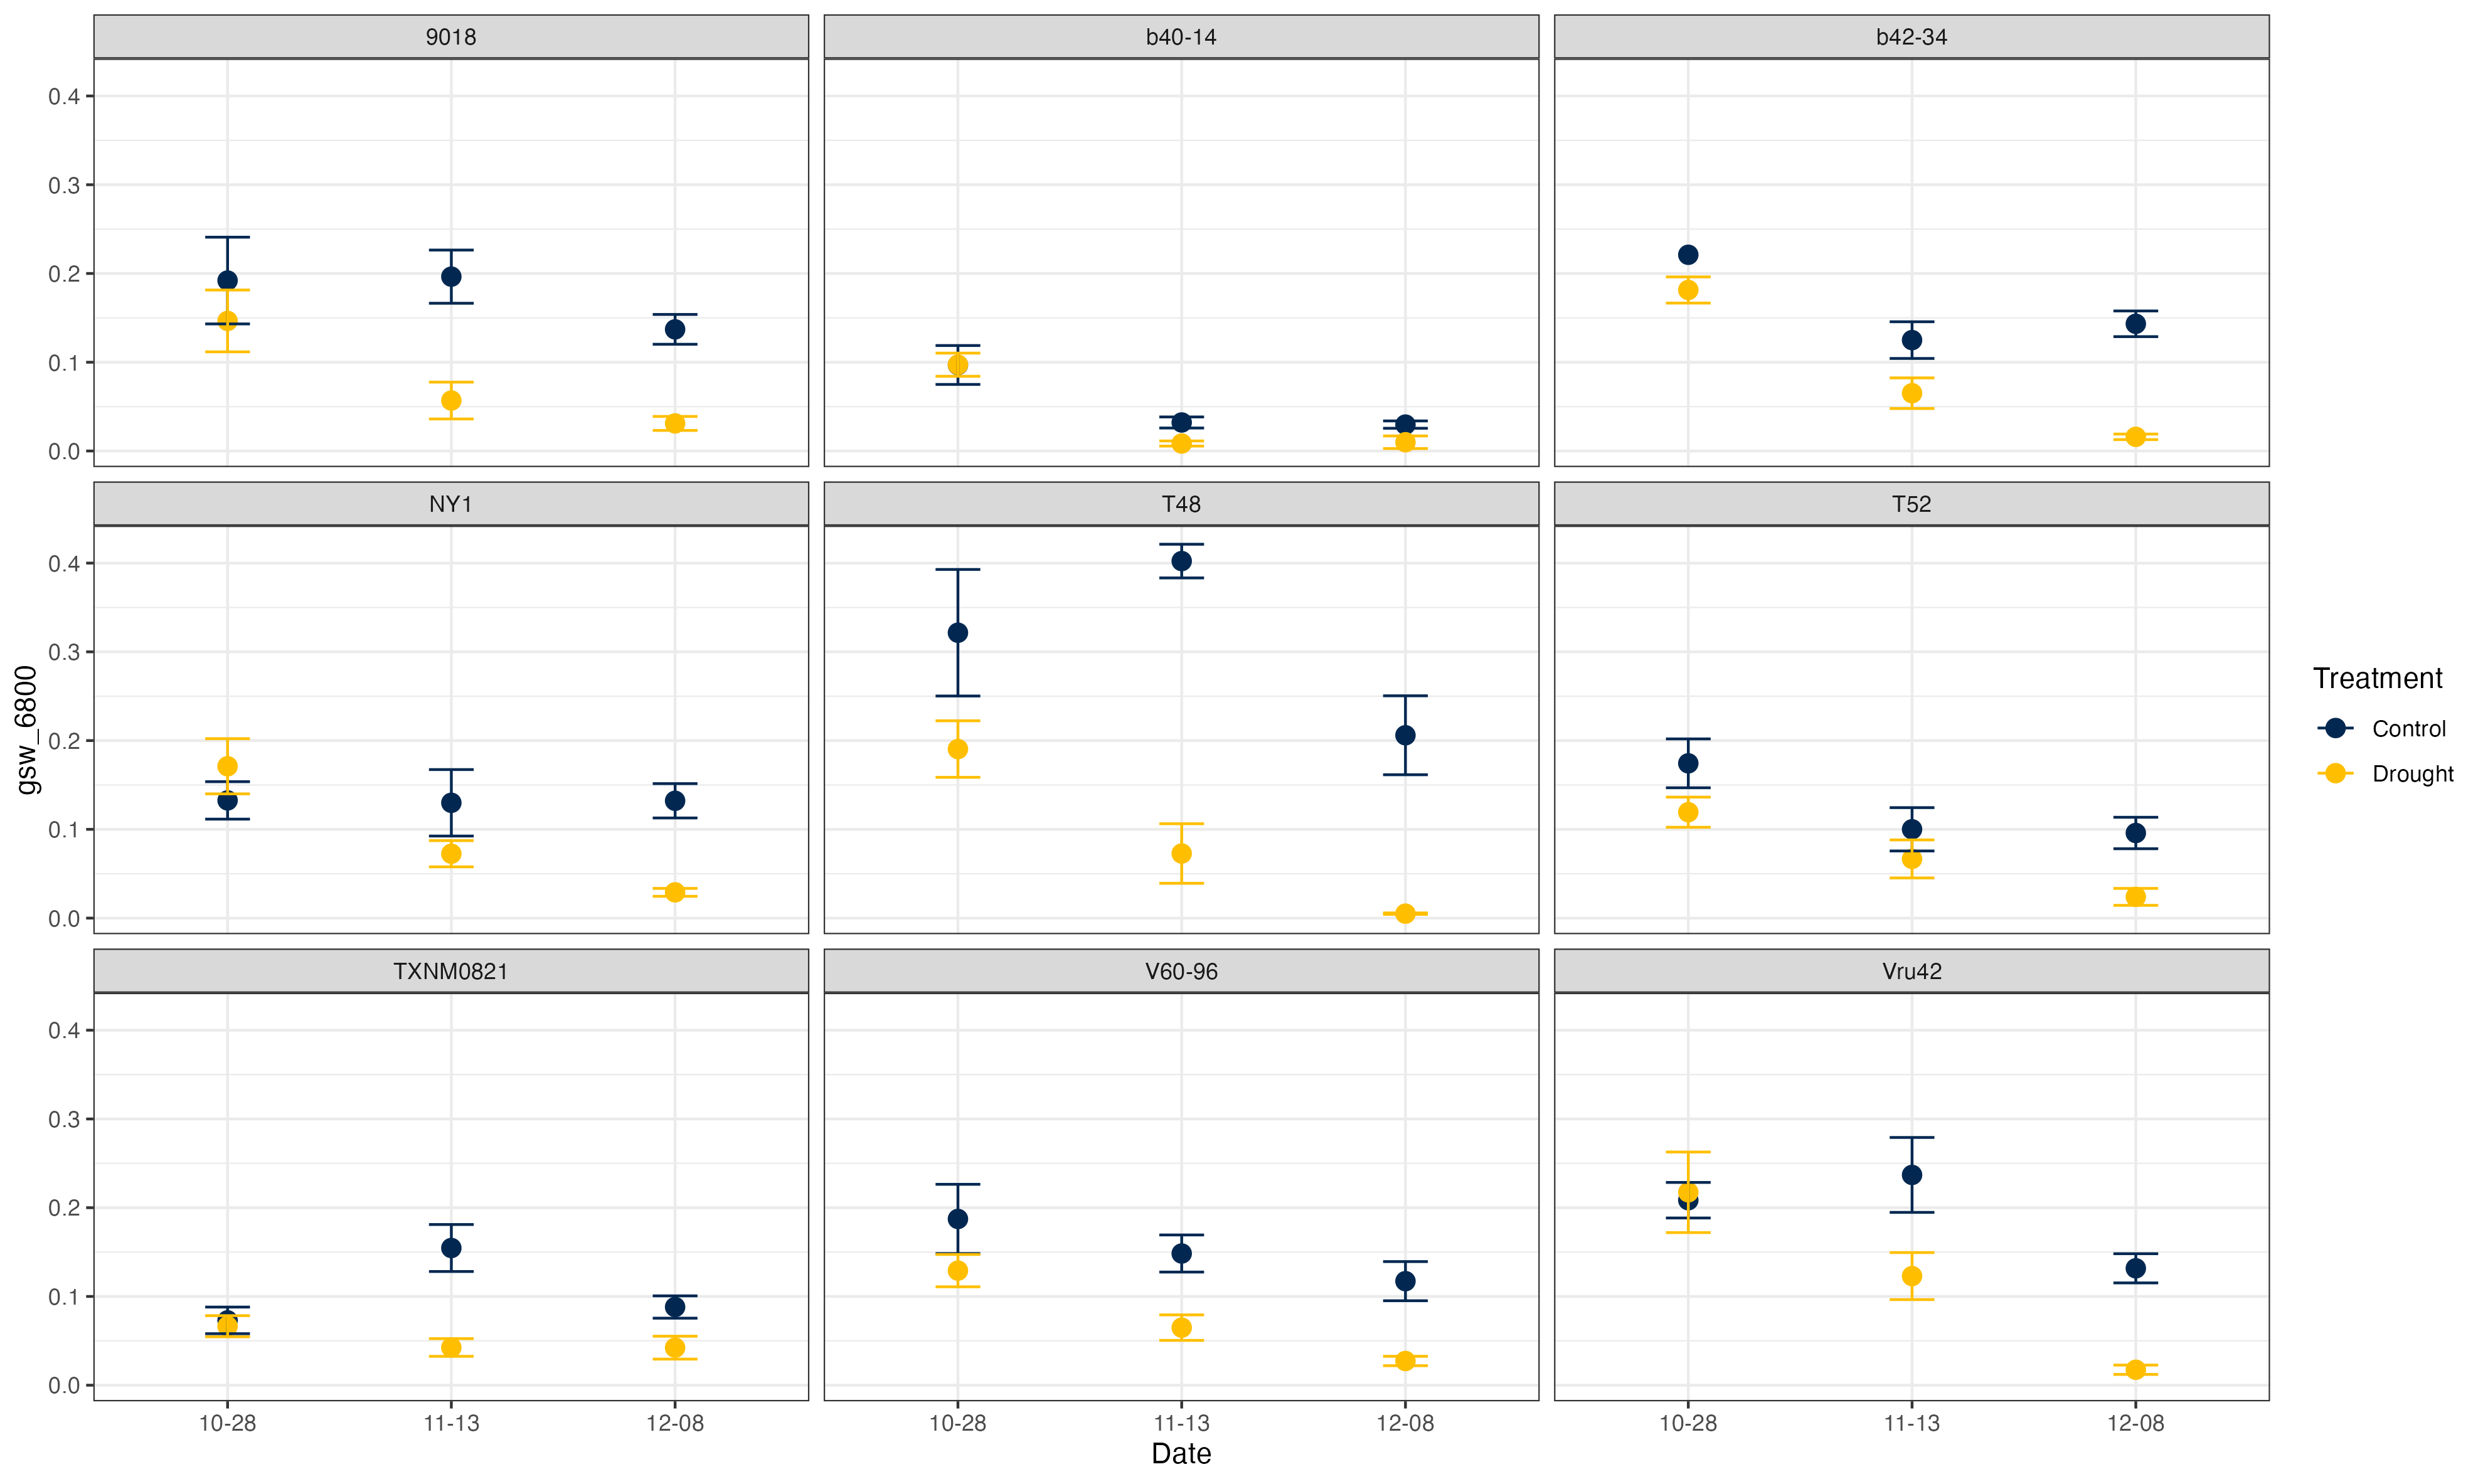 9018 b40-14 b42-34
0.4
0.3
0.2
0.1
0.0
NY1 T48 T52
0.4
0.3
0.2
0.1
0.0
gsw_6800
Treatment
Control
Drought
TXNM0821 V60-96 Vru42
0.4
0.3
0.2
0.1
0.0
10-28 11-13 12-08 10-28 11-13 12-08 10-28 11-13 12-08
Date